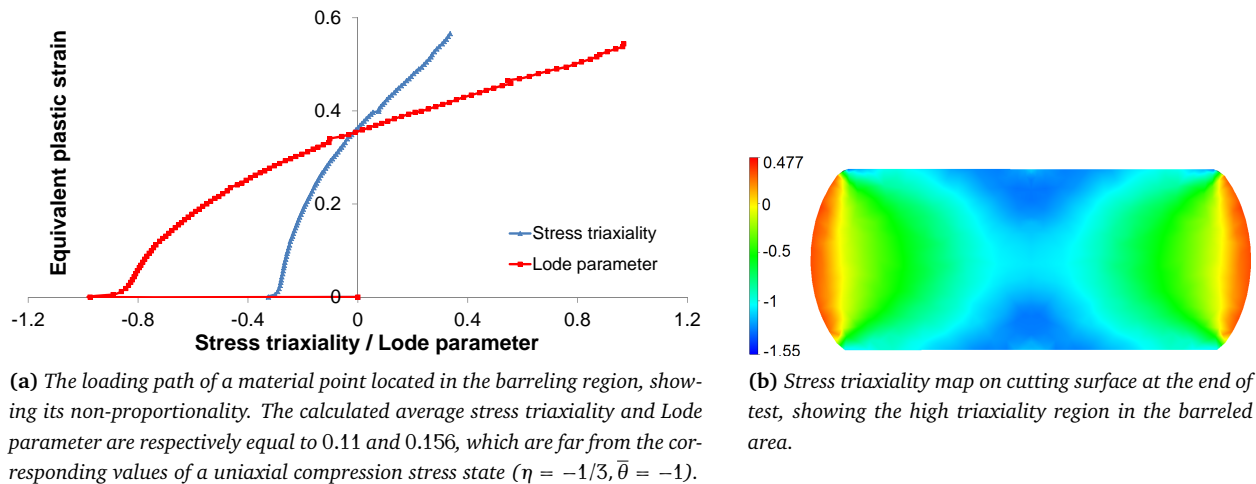 0.6
0.4
0.2
0
-1.2
-0.8
-0.4
0
0.4
0.8
1.2
Equivalent plastic strain
Stress triaxiality
Lode parameter
Stress triaxiality / Lode parameter
(a) The loading path of a material point located in the barreling region, show-
ing its non-proportionality. The calculated average stress triaxiality and Lode
parameter are respectively equal to 0.11 and 0.156, which are far from the cor-
responding values of a uniaxial compression stress state (η = −1/3, θ̅ = −1).
0.477
0
-0.5
-1
-1.55
(b) Stress triaxiality map on cutting surface at the end of
test, showing the high triaxiality region in the barreled
area.